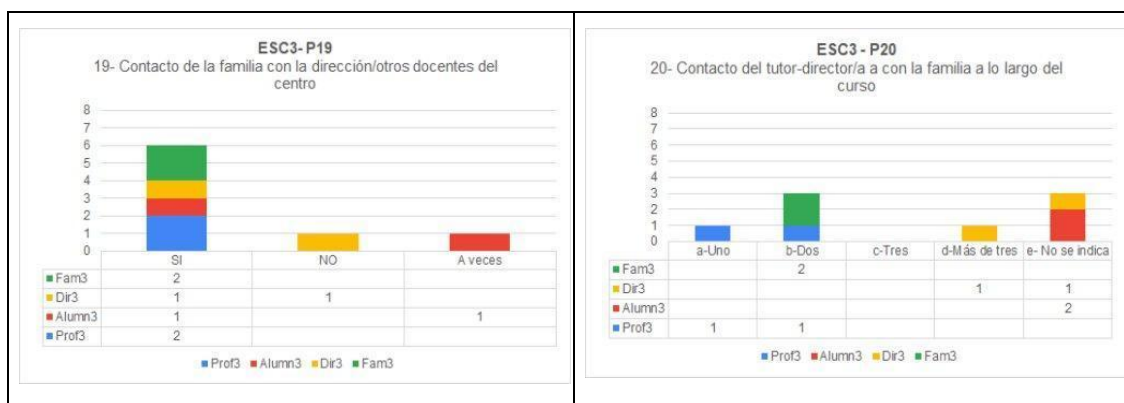 ESC3- P19
19- Contacto de la familia con la dirección/otros docentes del
centro
8
7
6
5
4
3
2
1
0
SI NO A veces
Fam3 2
Dir3 1 1
Alumn3 1 1
Prof3 2
Prof3 Alumn3 Dir3 Fam3
ESC3 - P20
20- Contacto del tutor-director/a a con la familia a lo largo del
curso
8
7
6
5
4
3
2
1
0
a-Uno b-Dos c-Tres d-Más de tres e- No se indica
Fam3 2
Dir3 1 1
Alumn3 2
Prof3 1 1
Prof3 Alumn3 Dir3 Fam3